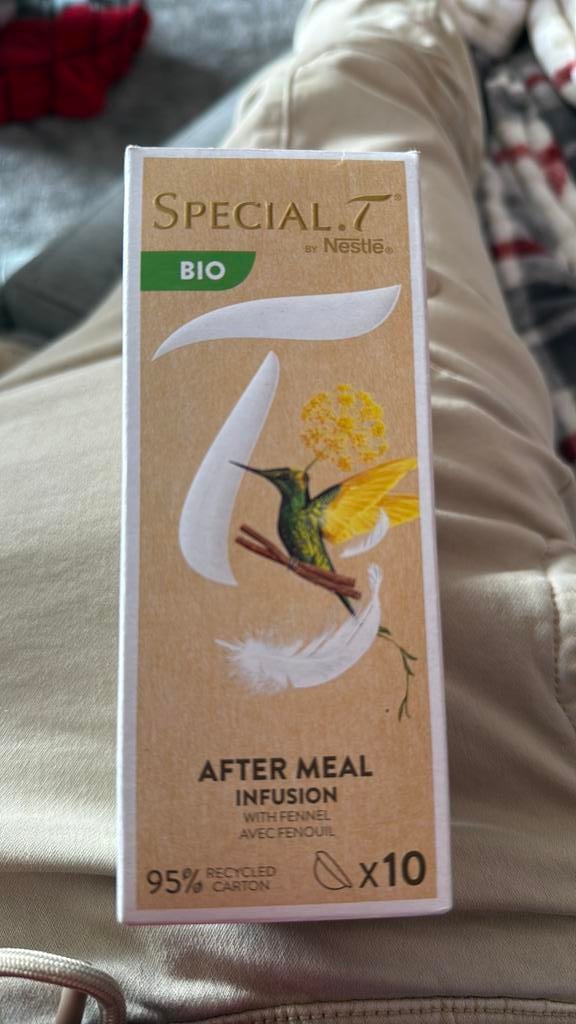 SPECIAL.T®
BY Nestlé®
BIO
AFTER MEAL
INFUSION
WITH FENNEL
AVEC FENOUIL
95% RECYCLED
CARTON
x10